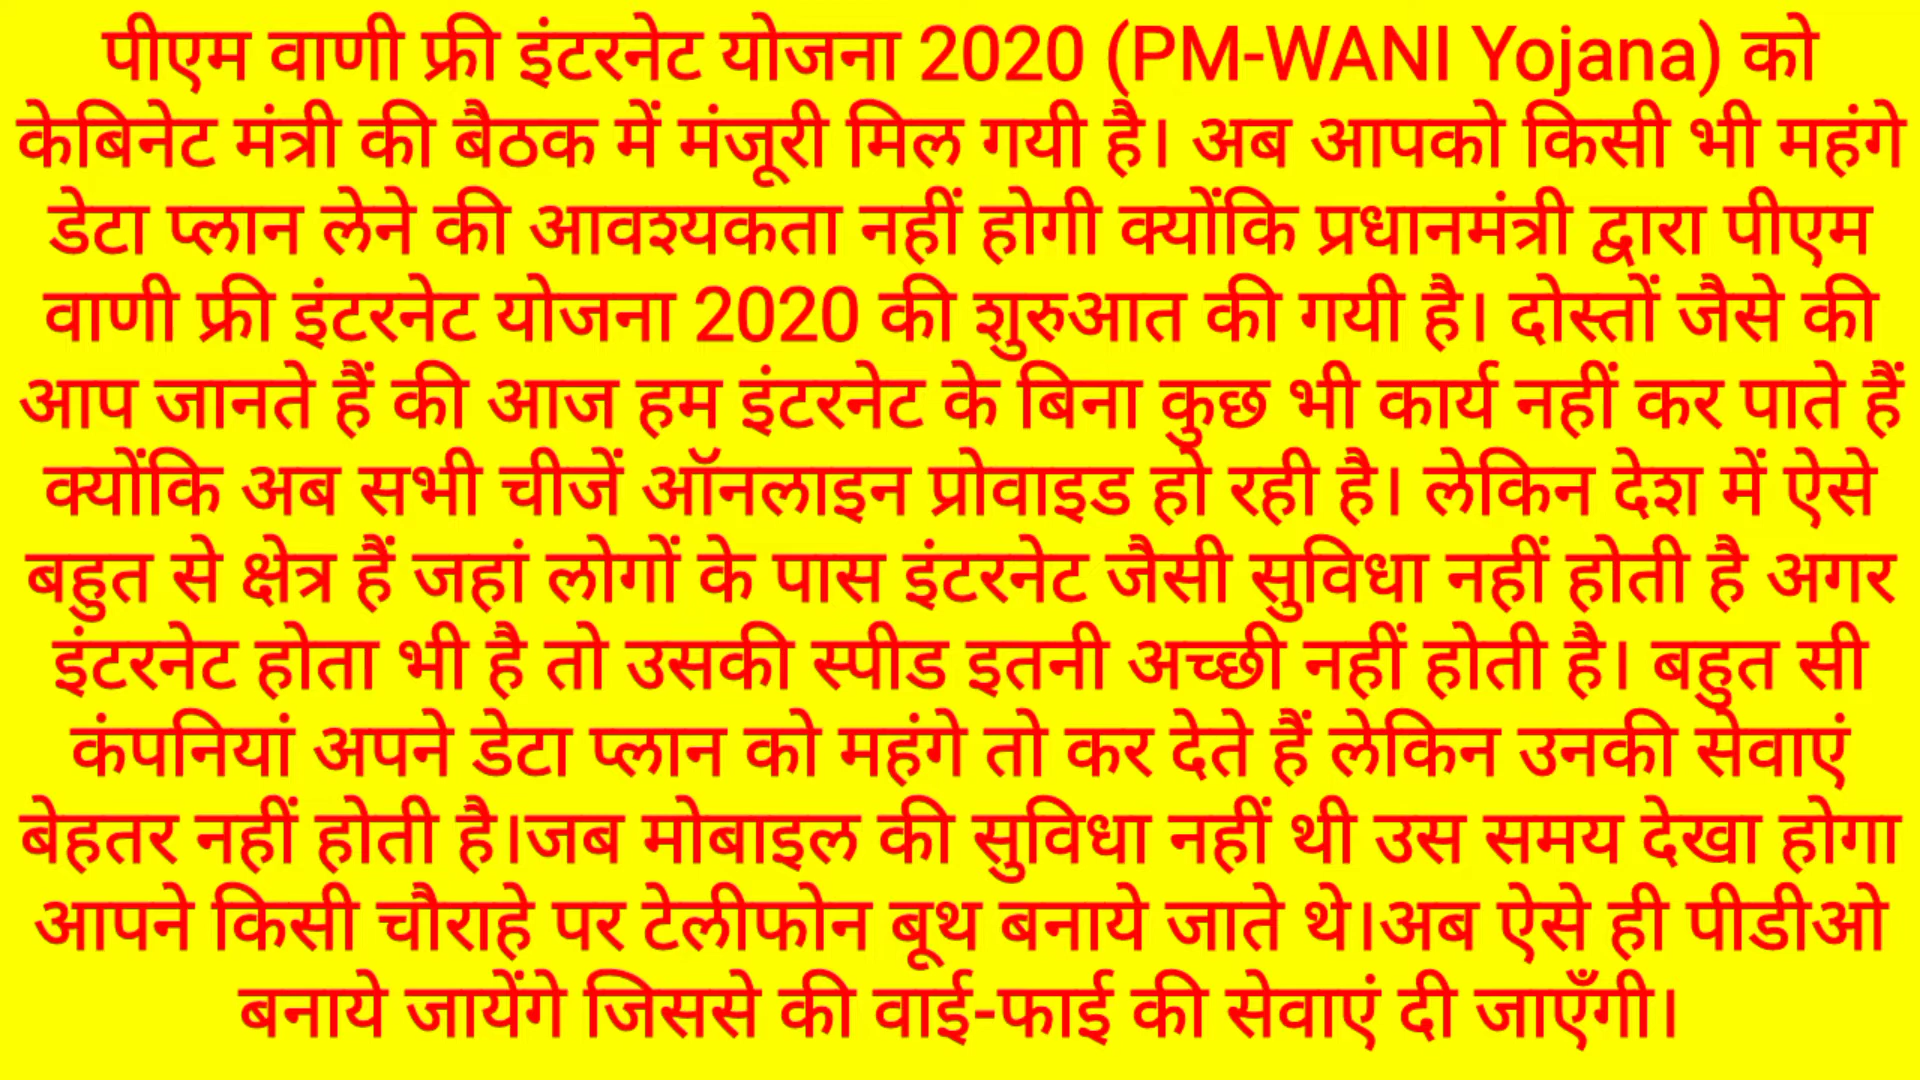 पीएम वाणी फ्री इंटरनेट योजना 2020 (PM-WANI Yojana) को
केबिनेट मंत्री की बैठक में मंजूरी मिल गयी है। अब आपको किसी भी महंगे
डेटा प्लान लेने की आवश्यकता नहीं होगी क्योंकि प्रधानमंत्री द्वारा पीएम
वाणी फ्री इंटरनेट योजना 2020 की शुरुआत की गयी है। दोस्तों जैसे की
आप जानते हैं की आज हम इंटरनेट के बिना कुछ भी कार्य नहीं कर पाते हैं
क्योंकि अब सभी चीजें ऑनलाइन प्रोवाइड हो रही है। लेकिन देश में ऐसे
बहुत से क्षेत्र हैं जहां लोगों के पास इंटरनेट जैसी सुविधा नहीं होती है अगर
इंटरनेट होता भी है तो उसकी स्पीड इतनी अच्छी नहीं होती है। बहुत सी
कंपनियां अपने डेटा प्लान को महंगे तो कर देते हैं लेकिन उनकी सेवाएं
बेहतर नहीं होती है।जब मोबाइल की सुविधा नहीं थी उस समय देखा होगा
आपने किसी चौराहे पर टेलीफोन बूथ बनाये जाते थे।अब ऐसे ही पीडीओ
बनाये जायेंगे जिससे की वाई-फाई की सेवाएं दी जाएँगी।